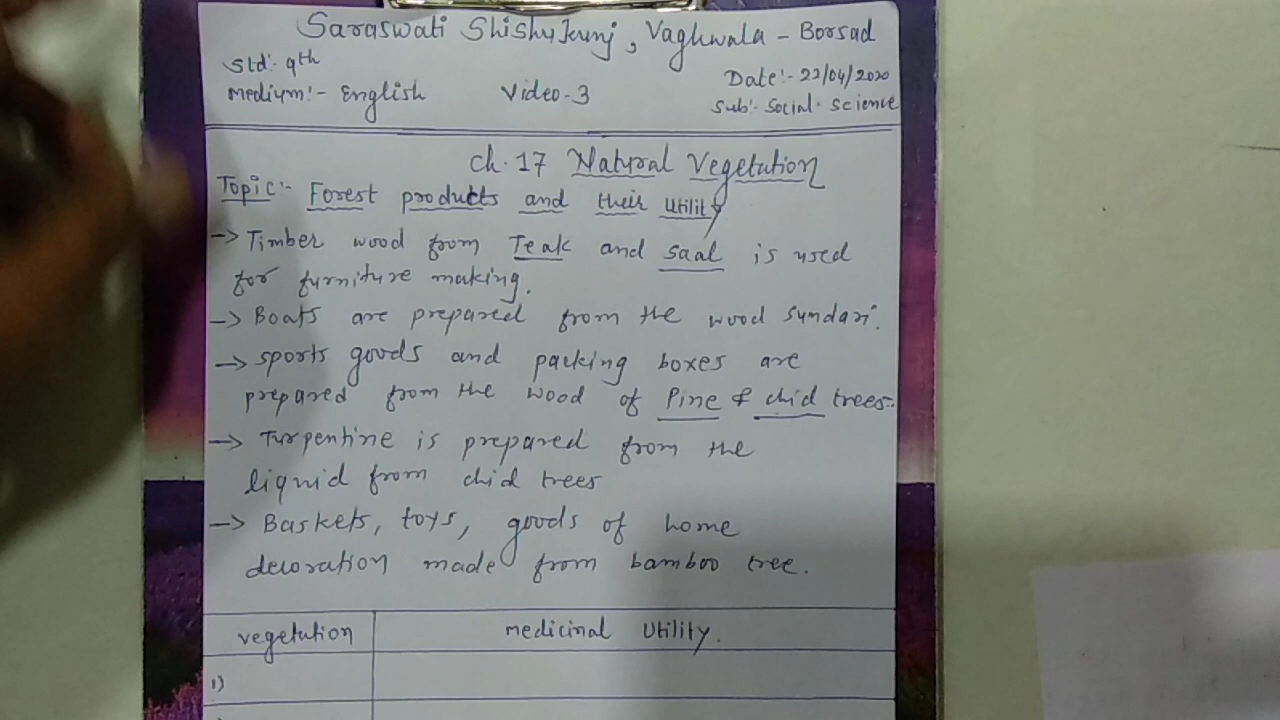 Saraswati Shishukunj, Vaghwala - Borsad
Std:- 9th
Date:- 22/04/2020
Medium:- English Video-3 Sub:- Social Science
Ch. 17 Natural Vegetation
Topic:- Forest products and their Utility
-> Timber wood from Teak and Saal is used
for furniture making.
-> Boats are prepared from the wood Sundari.
-> Sports goods and packing boxes are
prepared from the wood of Pine & chid trees.
-> Turpentine is prepared from the
liquid from chid trees
-> Baskets, toys, goods of home
decoration made from bamboo tree.
vegetation medicinal Utility.
1)